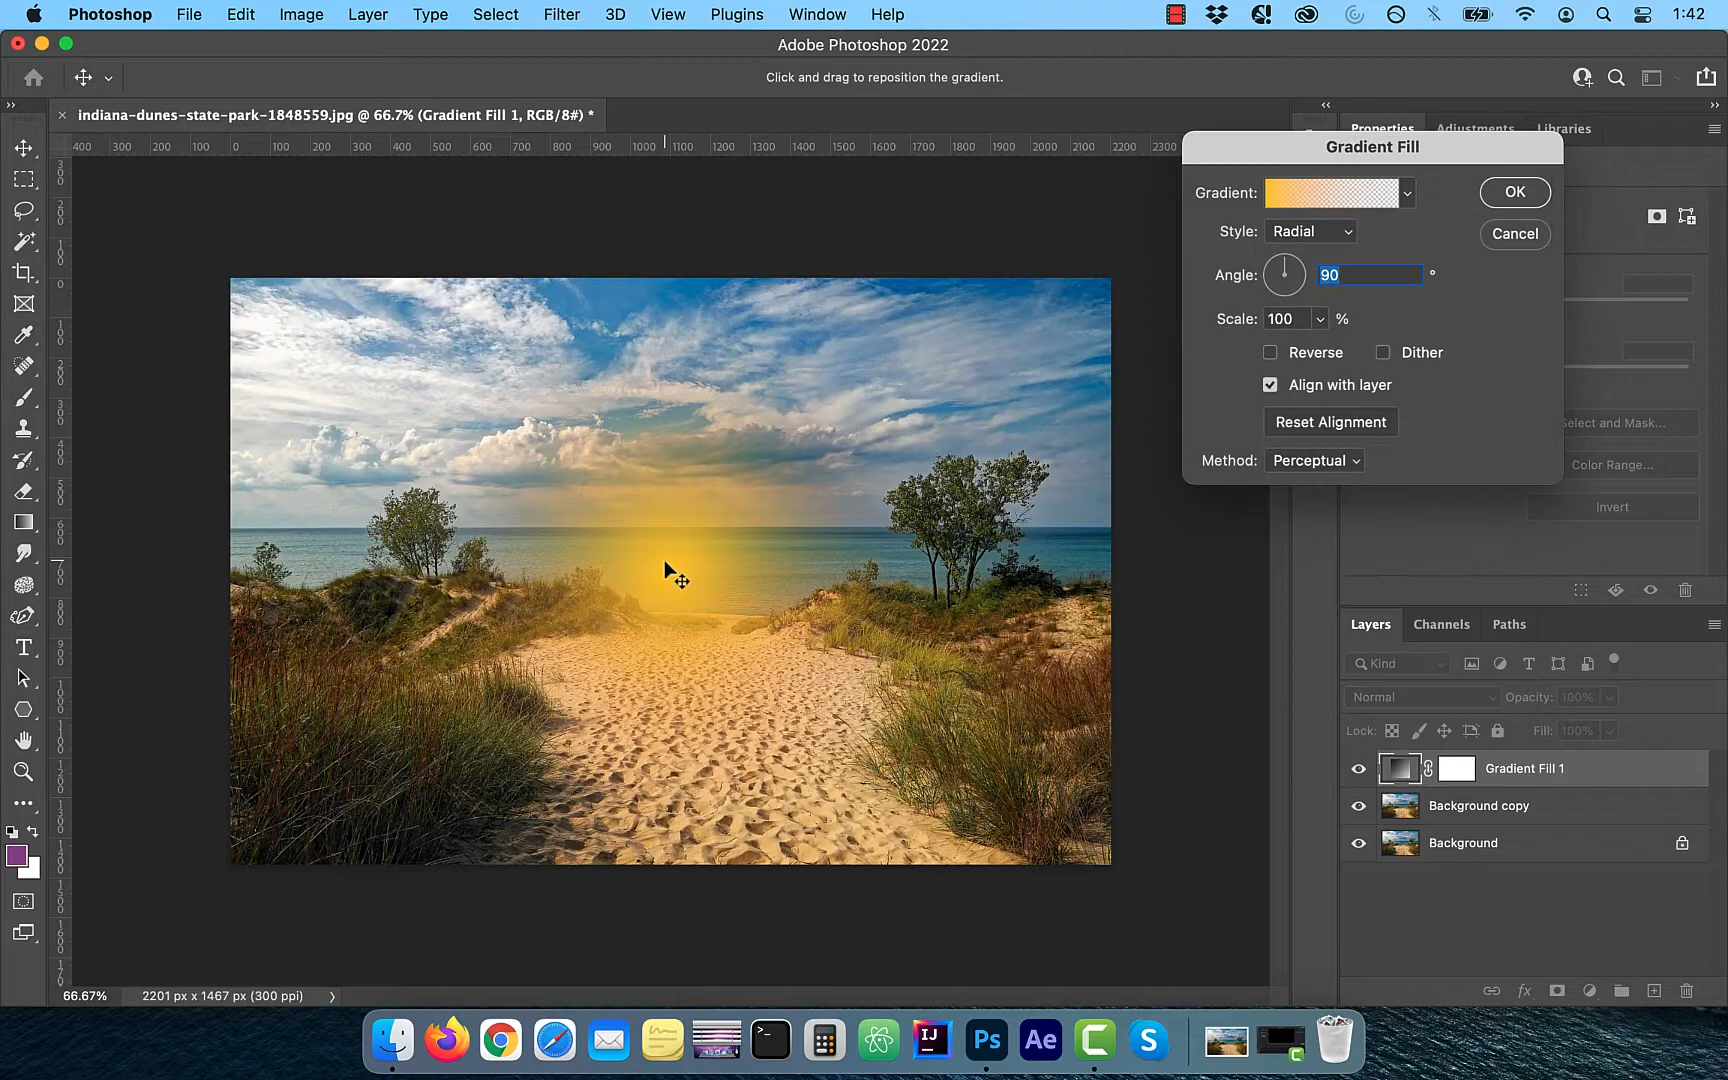 Photoshop File Edit Image Layer Type Select Filter 3D View Plugins Window Help 1:42
Adobe Photoshop 2022
Click and drag to reposition the gradient.
indiana-dunes-state-park-1848559.jpg @ 66.7% (Gradient Fill 1, RGB/8#) *
Properties Adjustments Libraries
400 300 200 100 0 100 200 300 400 500 600 700 800 900 1000 1100 1200 1300 1400 1500 1600 1700 1800 1900 2000 2100 2200 2300
Gradient Fill
Gradient:
OK
Style: Radial
Cancel
Angle: 90 °
Scale: 100 %
Reverse Dither
Align with layer
Reset Alignment
Select and Mask...
Method: Perceptual
Color Range...
Invert
Layers Channels Paths
Kind
Normal Opacity: 100%
Lock: Fill: 100%
Gradient Fill 1
Background copy
Background
fx
66.67% 2201 px x 1467 px (300 ppi)
IJ
Ps
Ae
C
S